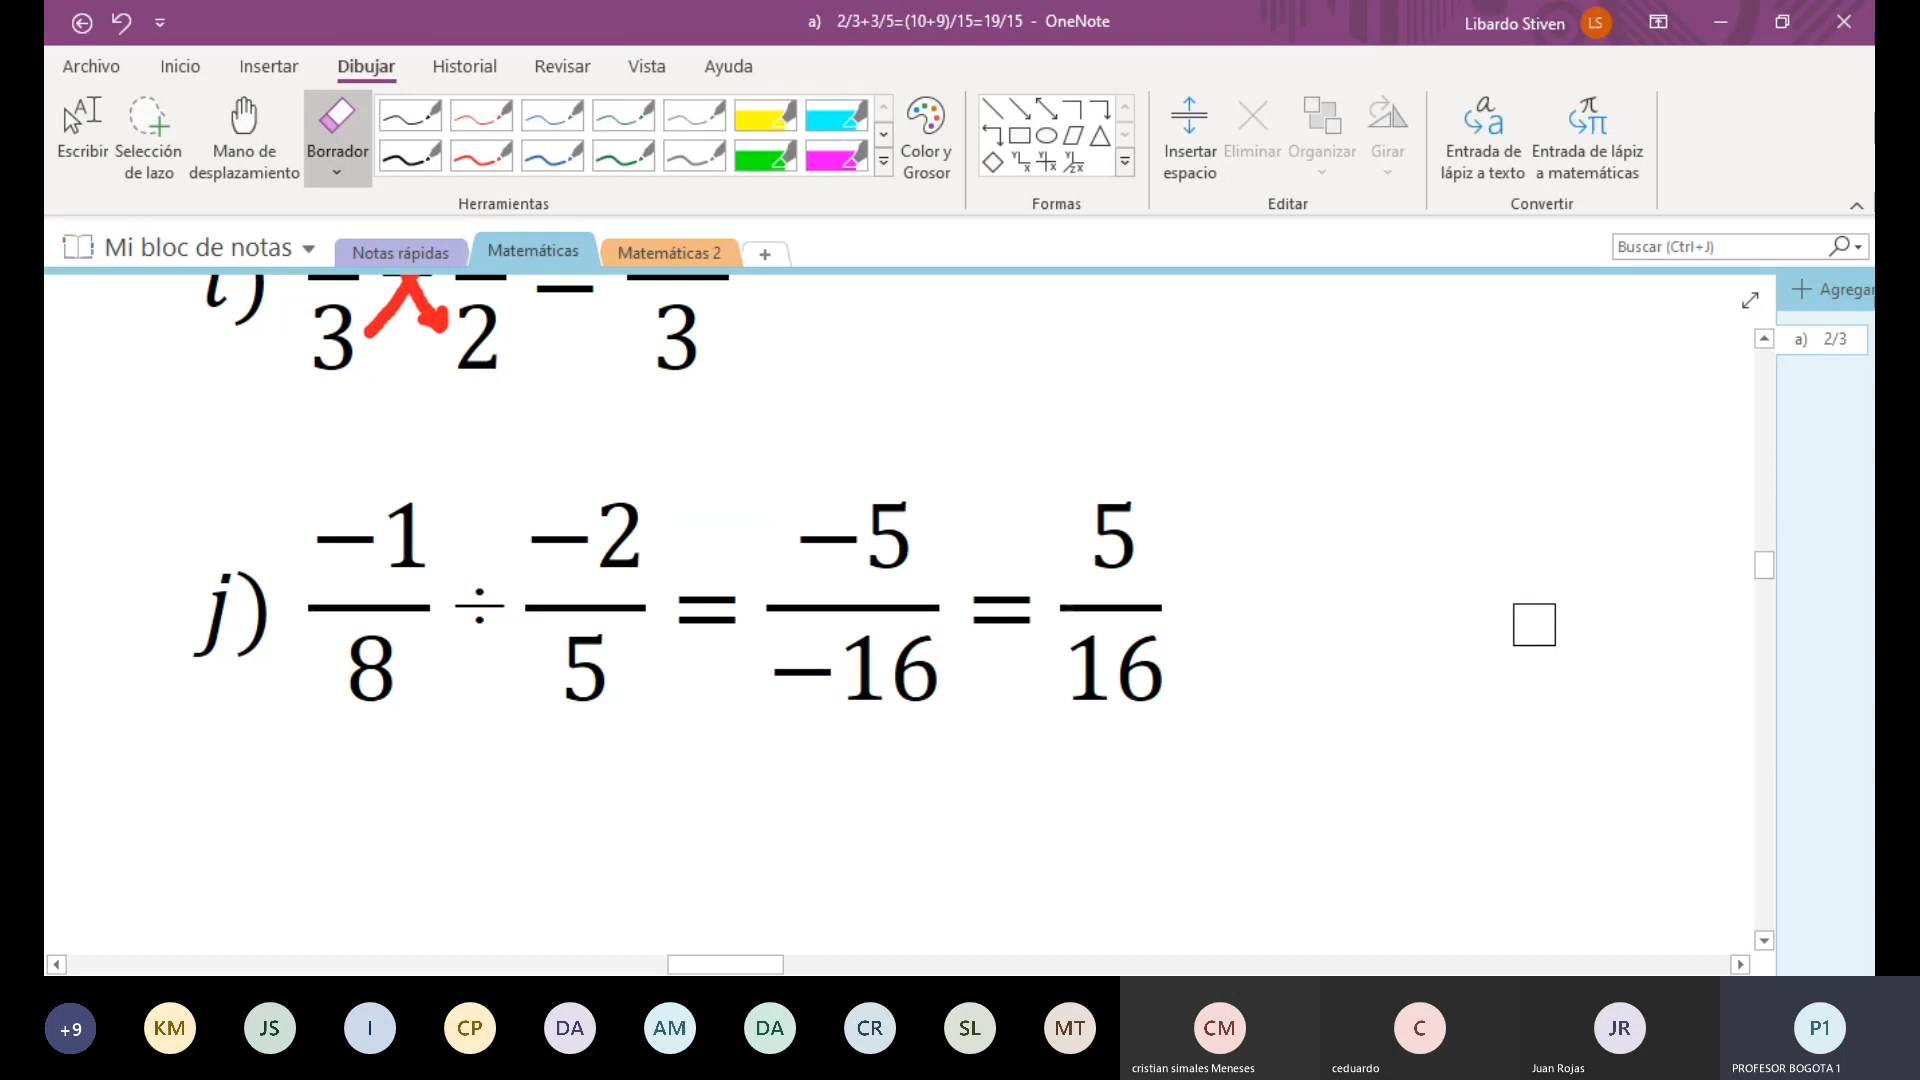 a) 2/3+3/5=(10+9)/15=19/15 - OneNote
Libardo Stiven LS
Archivo Inicio Insertar Dibujar Historial Revisar Vista Ayuda
Escribir
Selección de lazo
Mano de desplazamiento
Borrador
Color y Grosor
Insertar espacio
Eliminar
Organizar
Girar
Entrada de lápiz a texto
Entrada de lápiz a matemáticas
Herramientas Formas Editar Convertir
Mi bloc de notas Notas rápidas Matemáticas Matemáticas 2 +
Buscar (Ctrl+J)
Agregar
a) 2/3
3 2 3
j) −1/8 ÷ −2/5 = −5/−16 = 5/16
+9 KM JS I CP DA AM DA CR SL MT CM C JR P1
cristian simales Meneses ceduardo Juan Rojas PROFESOR BOGOTA 1